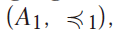 (A₁, ≼₁),